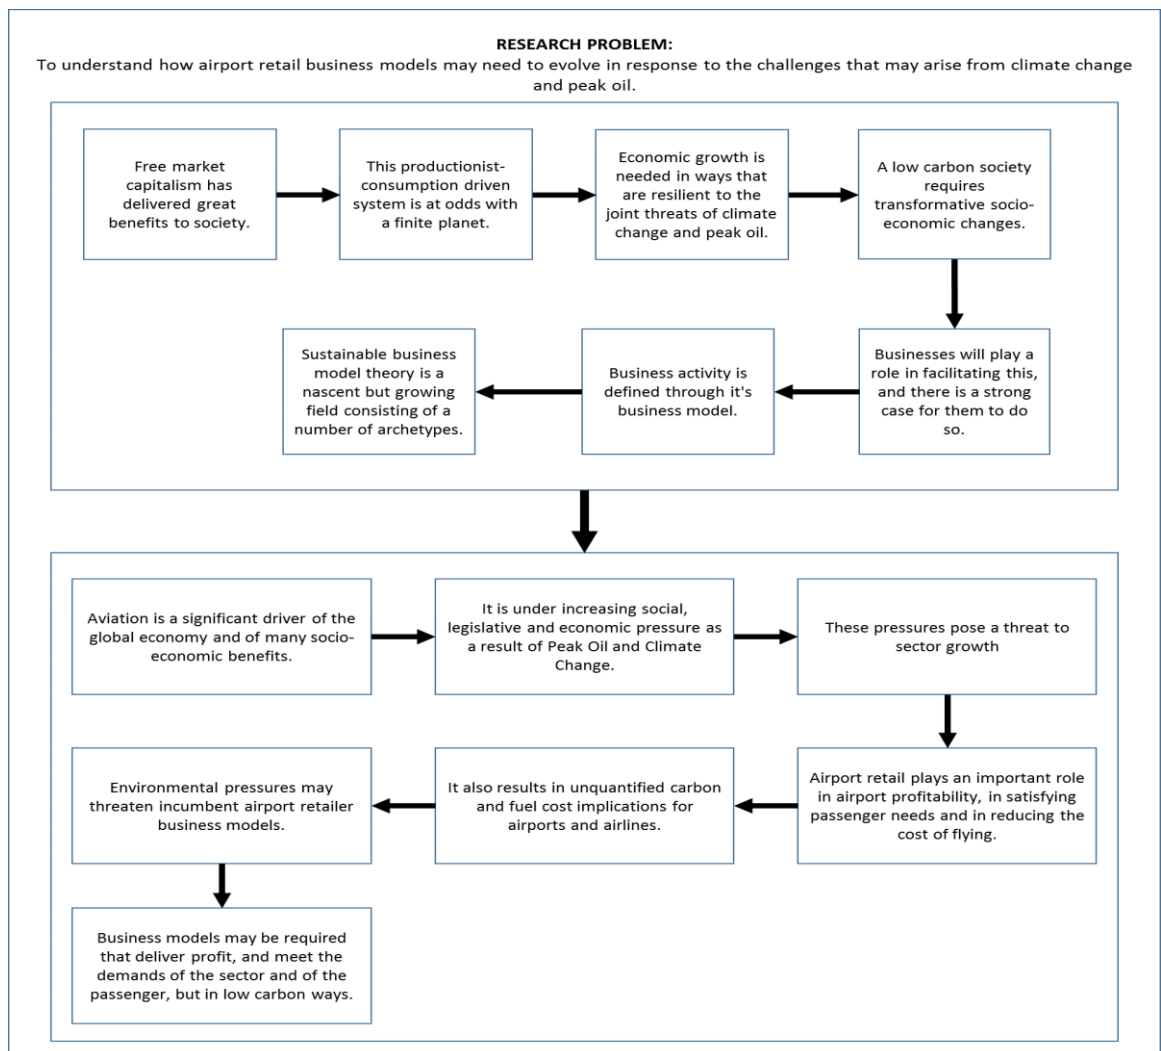 RESEARCH PROBLEM:
To understand how airport retail business models may need to evolve in response to the challenges that may arise from climate change
and peak oil.
Free market
capitalism has
delivered great
benefits to society.
This productionist-
consumption driven
system is at odds with
a finite planet.
Economic growth is
needed in ways that
are resilient to the
joint threats of climate
change and peak oil.
A low carbon society
requires
transformative socio-
economic changes.
Businesses will play a
role in facilitating this,
and there is a strong
case for them to do
so.
Business activity is
defined through it's
business model.
Sustainable business
model theory is a
nascent but growing
field consisting of a
number of archetypes.
Aviation is a significant driver of the
global economy and of many socio-
economic benefits.
It is under increasing social,
legislative and economic pressure as
a result of Peak Oil and Climate
Change.
These pressures pose a threat to
sector growth
Airport retail plays an important role
in airport profitability, in satisfying
passenger needs and in reducing the
cost of flying.
It also results in unquantified carbon
and fuel cost implications for
airports and airlines.
Environmental pressures may
threaten incumbent airport retailer
business models.
Business models may be required
that deliver profit, and meet the
demands of the sector and of the
passenger, but in low carbon ways.